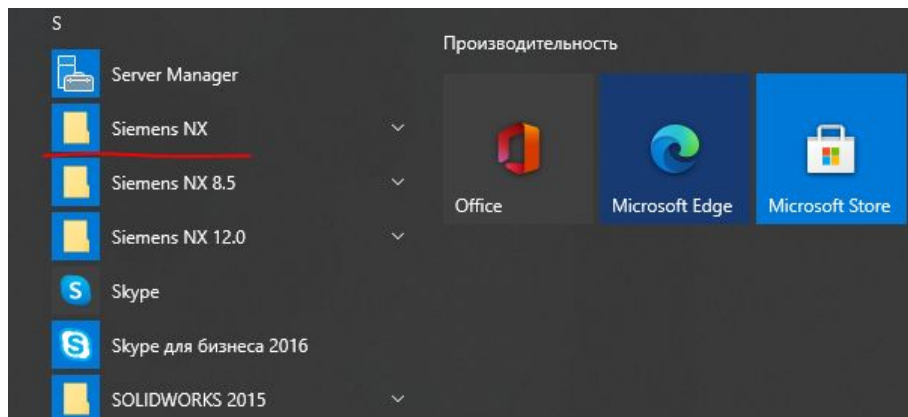 S
Server Manager
Siemens NX
Siemens NX 8.5
Siemens NX 12.0
Skype
Skype для бизнеса 2016
SOLIDWORKS 2015
Производительность
Office
Microsoft Edge
Microsoft Store